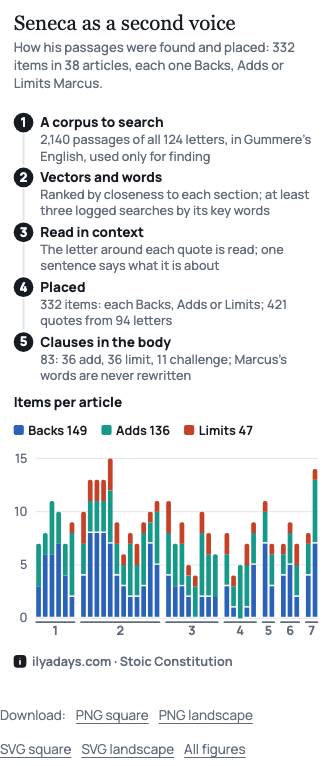 Seneca as a second voice
How his passages were found and placed: 332
items in 38 articles, each one Backs, Adds or
Limits Marcus.
1 A corpus to search
2,140 passages of all 124 letters, in Gummere's
English, used only for finding
2 Vectors and words
Ranked by closeness to each section; at least
three logged searches by its key words
3 Read in context
The letter around each quote is read; one
sentence says what it is about
4 Placed
332 items: each Backs, Adds or Limits; 421
quotes from 94 letters
5 Clauses in the body
83: 36 add, 36 limit, 11 challenge; Marcus's
words are never rewritten
Items per article
Backs 149 Adds 136 Limits 47
15
10
5
0
1 2 3 4 5 6 7
i ilyadays.com · Stoic Constitution
Download: PNG square PNG landscape
SVG square SVG landscape All figures